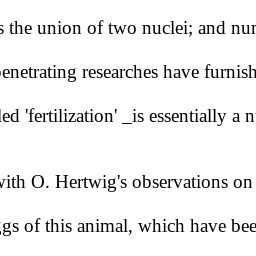 s the union of two nuclei; and nur
penetrating researches have furnish
led 'fertilization' _is essentially a n
with O. Hertwig's observations on
ggs of this animal, which have bee